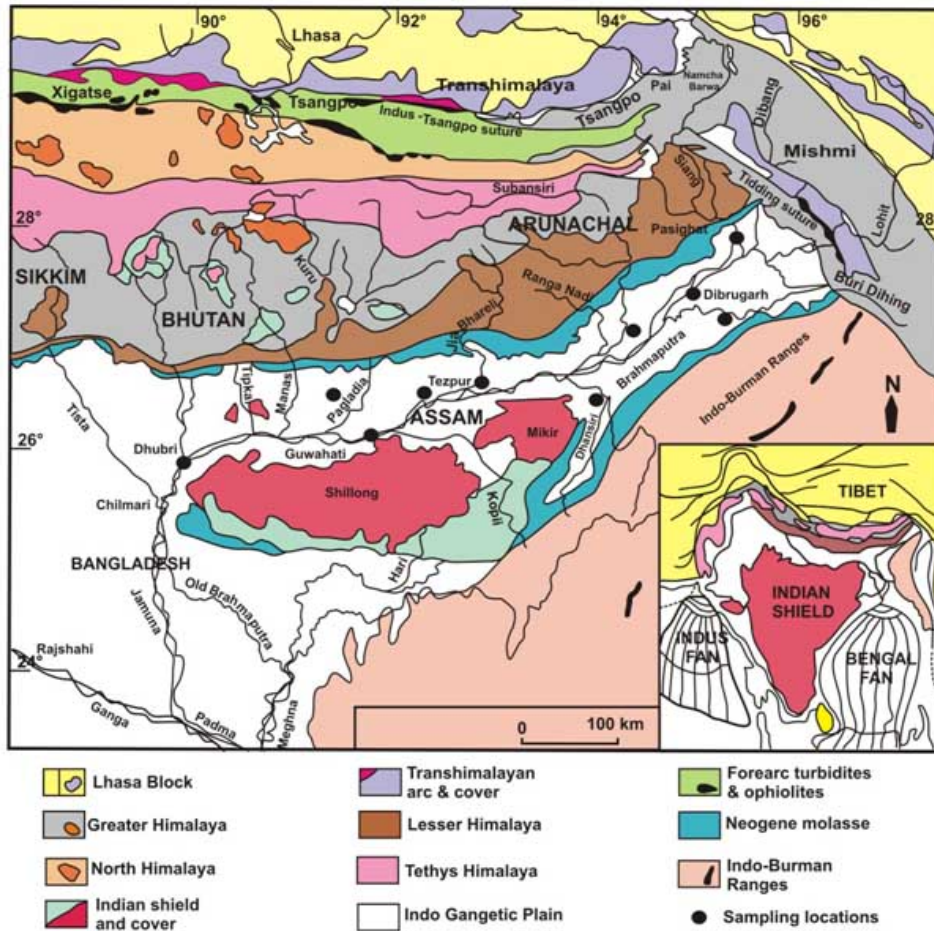 90°
92°
94°
96°
Lhasa
Transhimalaya
Pai
Namcha
Barwa
Xigatse
Tsangpo
Tsangpo
Indus -Tsangpo suture
Dibang
Mishmi
Siang
Tidding suture
Lohit
Subansiri
28°
28°
ARUNACHAL
Pasighat
SIKKIM
Kuru
Ranga Nadi
Buri Dihing
BHUTAN
Jia Bhareli
Dibrugarh
Tipkai
Manas
Pagladia
Tezpur
Brahmaputra
Indo-Burman Ranges
N
Tista
ASSAM
26°
Dhubri
Guwahati
Mikir
Dhansiri
Shillong
Kopili
Chilmari
TIBET
BANGLADESH
Hari
Old Brahmaputra
Jamuna
INDIAN
SHIELD
INDUS
FAN
BENGAL
FAN
Rajshahi
24°
Ganga
Padma
Meghna
0 100 km
Lhasa Block
Transhimalayan
arc & cover
Forearc turbidites
& ophiolites
Greater Himalaya
Lesser Himalaya
Neogene molasse
North Himalaya
Tethys Himalaya
Indo-Burman
Ranges
Indian shield
and cover
Indo Gangetic Plain
Sampling locations